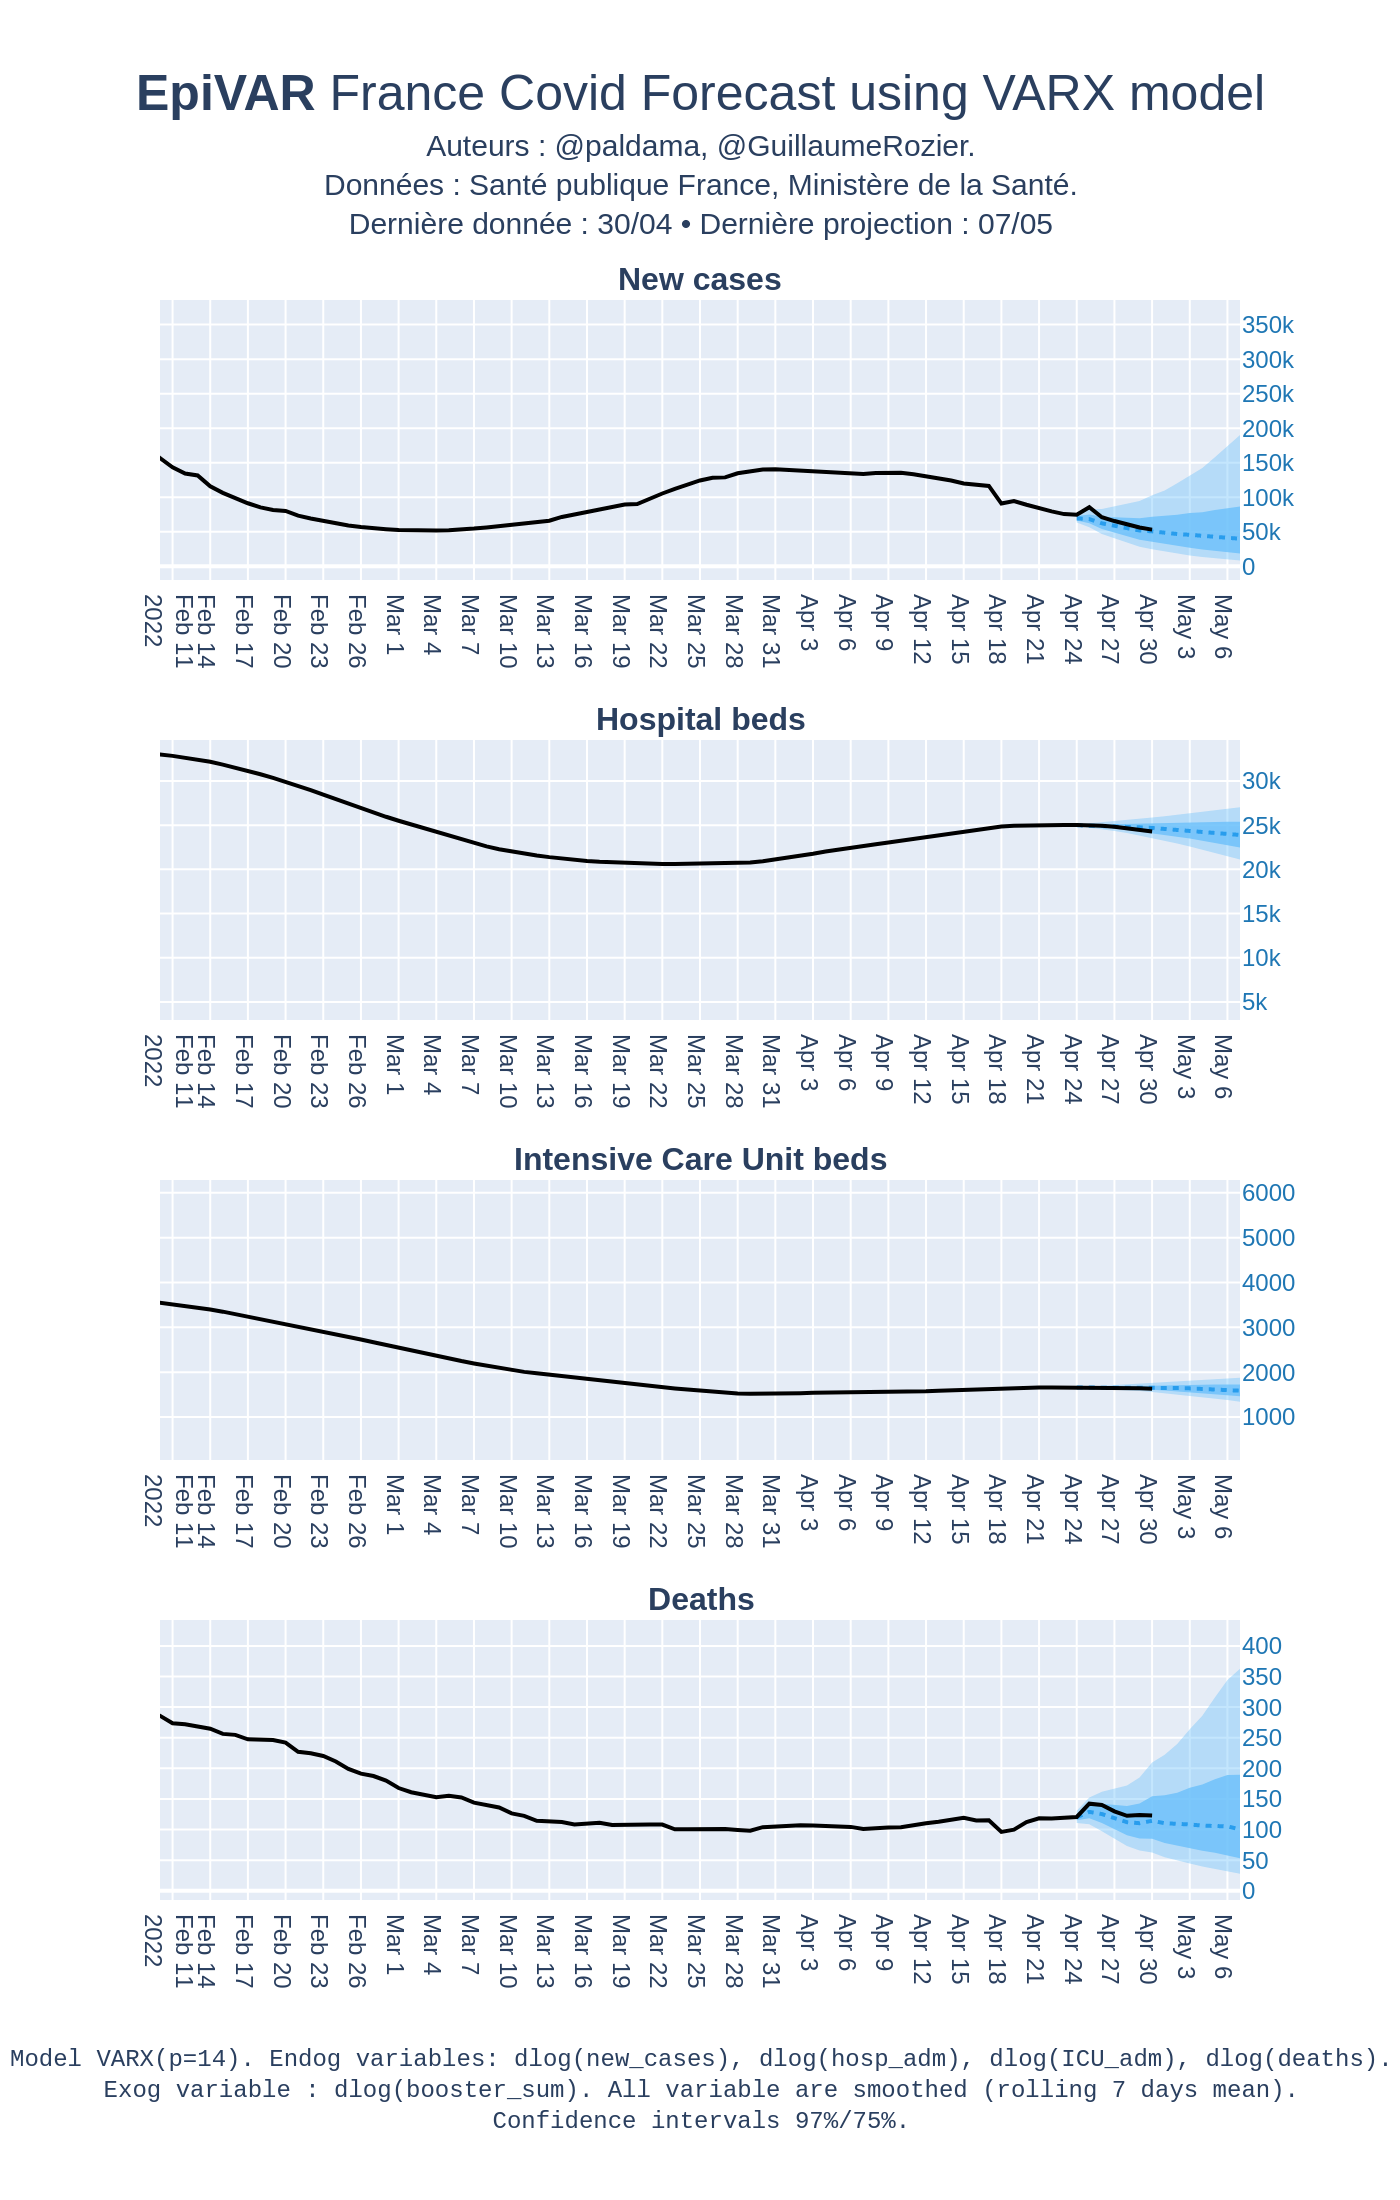 EpiVAR France Covid Forecast using VARX model
Auteurs : @paldama, @GuillaumeRozier.
Données : Santé publique France, Ministère de la Santé.
Dernière donnée : 30/04 • Dernière projection : 07/05
New cases
350k
300k
250k
200k
150k
100k
50k
0
2022
Feb 11
Feb 14
Feb 17
Feb 20
Feb 23
Feb 26
Mar 1
Mar 4
Mar 7
Mar 10
Mar 13
Mar 16
Mar 19
Mar 22
Mar 25
Mar 28
Mar 31
Apr 3
Apr 6
Apr 9
Apr 12
Apr 15
Apr 18
Apr 21
Apr 24
Apr 27
Apr 30
May 3
May 6
Hospital beds
30k
25k
20k
15k
10k
5k
2022
Feb 11
Feb 14
Feb 17
Feb 20
Feb 23
Feb 26
Mar 1
Mar 4
Mar 7
Mar 10
Mar 13
Mar 16
Mar 19
Mar 22
Mar 25
Mar 28
Mar 31
Apr 3
Apr 6
Apr 9
Apr 12
Apr 15
Apr 18
Apr 21
Apr 24
Apr 27
Apr 30
May 3
May 6
Intensive Care Unit beds
6000
5000
4000
3000
2000
1000
2022
Feb 11
Feb 14
Feb 17
Feb 20
Feb 23
Feb 26
Mar 1
Mar 4
Mar 7
Mar 10
Mar 13
Mar 16
Mar 19
Mar 22
Mar 25
Mar 28
Mar 31
Apr 3
Apr 6
Apr 9
Apr 12
Apr 15
Apr 18
Apr 21
Apr 24
Apr 27
Apr 30
May 3
May 6
Deaths
400
350
300
250
200
150
100
50
0
2022
Feb 11
Feb 14
Feb 17
Feb 20
Feb 23
Feb 26
Mar 1
Mar 4
Mar 7
Mar 10
Mar 13
Mar 16
Mar 19
Mar 22
Mar 25
Mar 28
Mar 31
Apr 3
Apr 6
Apr 9
Apr 12
Apr 15
Apr 18
Apr 21
Apr 24
Apr 27
Apr 30
May 3
May 6
Model VARX(p=14). Endog variables: dlog(new_cases), dlog(hosp_adm), dlog(ICU_adm), dlog(deaths).
Exog variable : dlog(booster_sum). All variable are smoothed (rolling 7 days mean).
Confidence intervals 97%/75%.